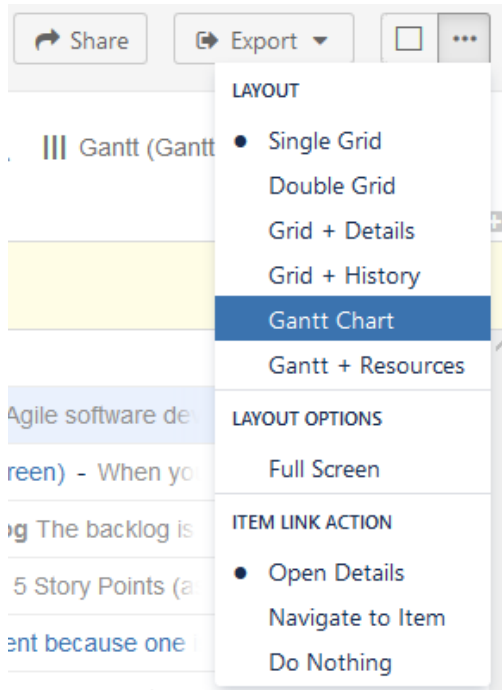 Share
Export
LAYOUT
Gantt (Gantt
Single Grid
Double Grid
Grid + Details
Grid + History
Gantt Chart
Gantt + Resources
Agile software de
LAYOUT OPTIONS
Full Screen
reen) - When yo
ITEM LINK ACTION
og The backlog is
Open Details
5 Story Points (a
Navigate to Item
ent because one
Do Nothing